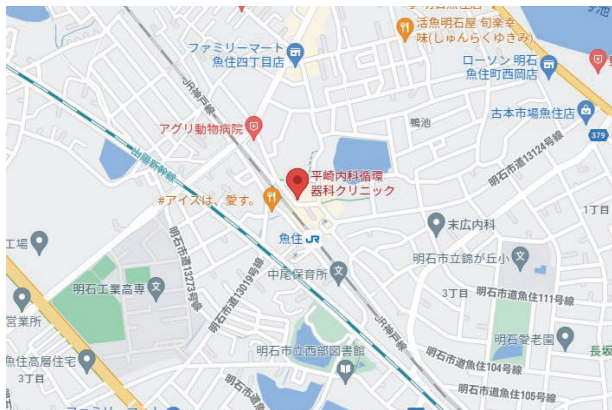 活魚明石屋 旬楽幸
味(しゅんらくゆきみ)
ファミリーマート
魚住四丁目店
ローソン 明石
魚住町西岡店
古本市場魚住店
アグリ動物病院
鴨池
379
明石市道13124号線
山陽新幹線
JR神戸線
平崎内科循環
器科クリニック
#アイスは、愛す。
1丁目
末広内科
魚住 JR
工場
明石市立錦が丘小
中尾保育所
明石工業高専
明石市道13273号線
明石市道13019号線
3丁目
明石市道魚住111号線
営業所
JR神戸線
明石愛老園
長坂
明石市立西部図書館
魚住高層住宅
3丁目
明石市道魚住104号線
明石市道魚住105号線
ファミリーマート